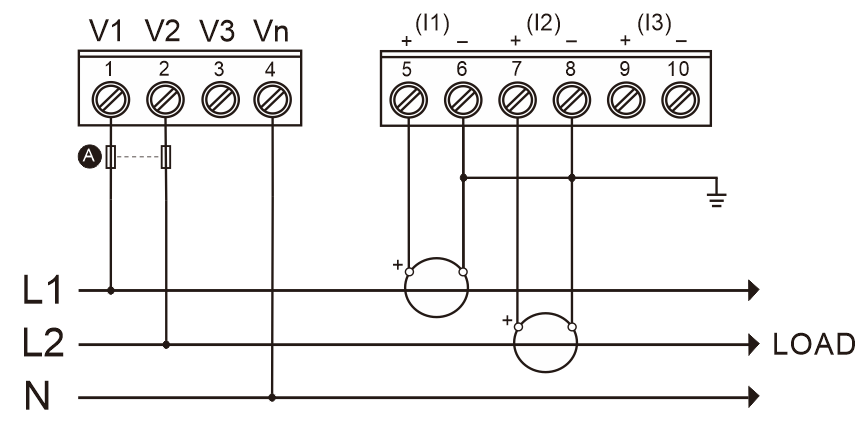 V1 V2 V3 Vn
(I1) (I2) (I3)
+ – + – + –
1 2 3 4
5 6 7 8 9 10
A
+
L1
+
L2
LOAD
N